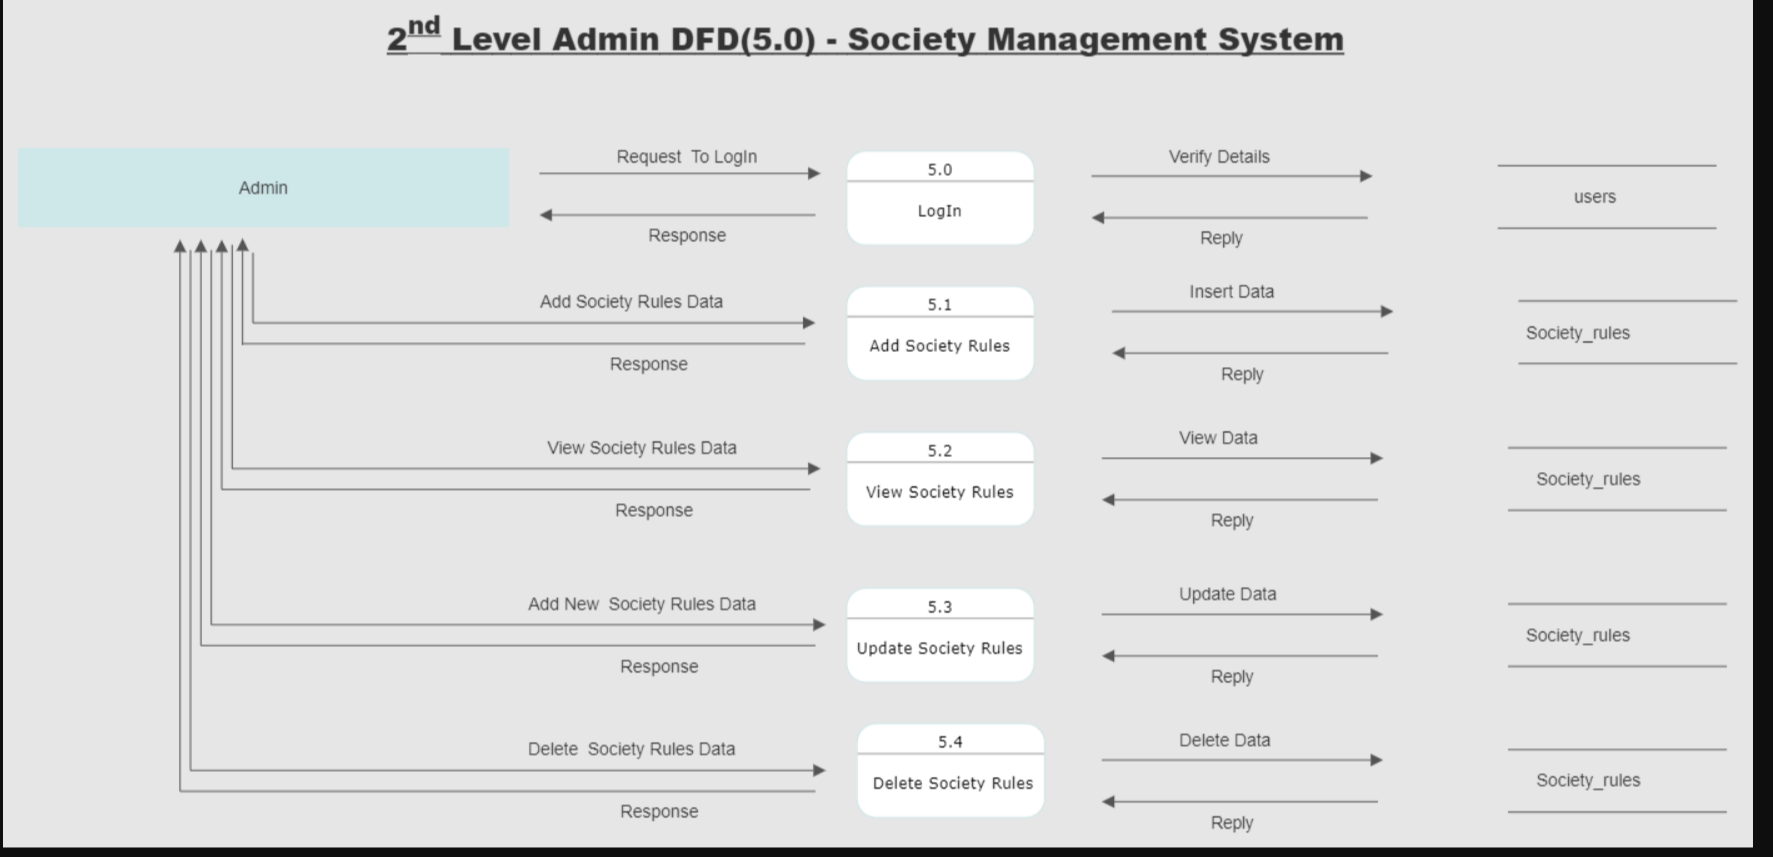 2nd Level Admin DFD(5.0) - Society Management System
Admin
Request To LogIn
Response
5.0
LogIn
Verify Details
Reply
users
Add Society Rules Data
Response
5.1
Add Society Rules
Insert Data
Reply
Society_rules
View Society Rules Data
Response
5.2
View Society Rules
View Data
Reply
Society_rules
Add New Society Rules Data
Response
5.3
Update Society Rules
Update Data
Reply
Society_rules
Delete Society Rules Data
Response
5.4
Delete Society Rules
Delete Data
Reply
Society_rules